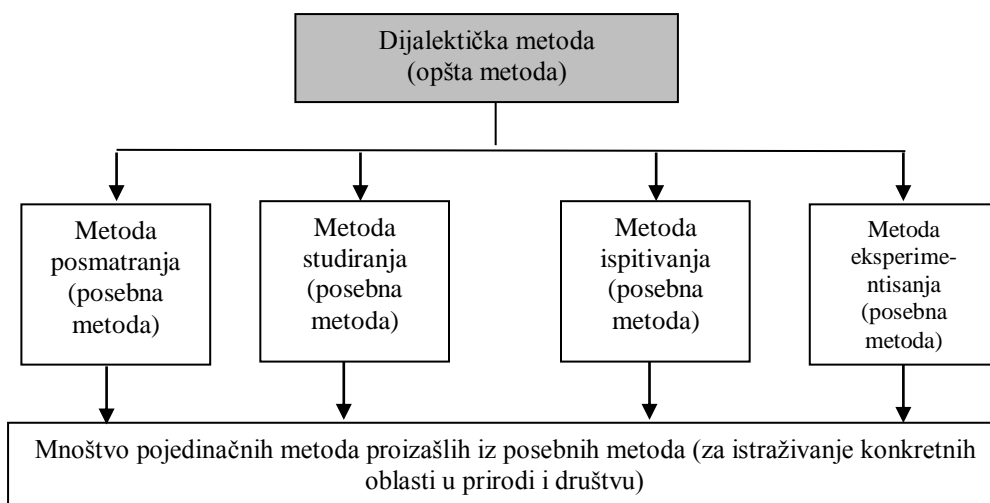 Dijalektička metoda
(opšta metoda)
Metoda
posmatranja
(posebna
metoda)
Metoda
studiranja
(posebna
metoda)
Metoda
ispitivanja
(posebna
metoda)
Metoda
eksperime-
ntisanja
(posebna
metoda)
Mnoštvo pojedinačnih metoda proizašlih iz posebnih metoda (za istraživanje konkretnih
oblasti u prirodi i društvu)